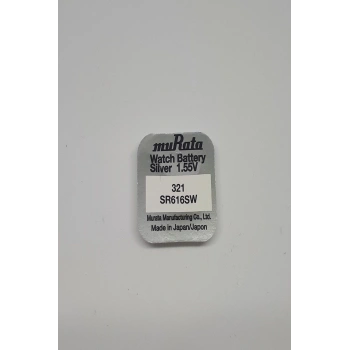 muRata
Watch Battery
Silver 1.55V
321
SR616SW
Murata Manufacturing Co., Ltd.
Made in Japan/Japon